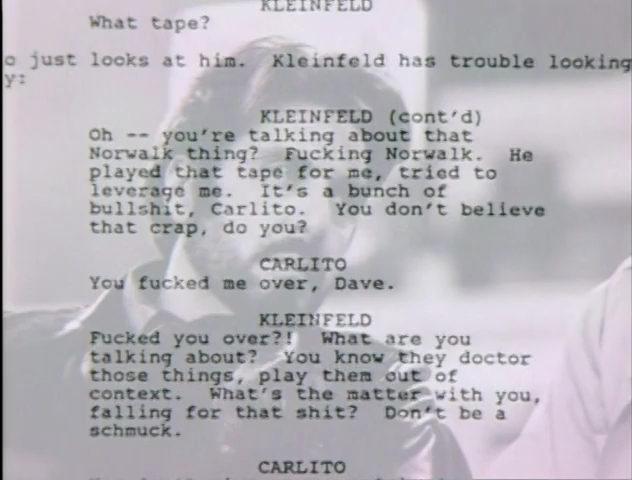 KLEINFELD
What tape?
o just looks at him. Kleinfeld has trouble looking
y:
KLEINFELD (cont'd)
Oh -- you're talking about that
Norwalk thing? Fucking Norwalk. He
played that tape for me, tried to
leverage me. It's a bunch of
bullshit, Carlito. You don't believe
that crap, do you?
CARLITO
You fucked me over, Dave.
KLEINFELD
Fucked you over?! What are you
talking about? You know they doctor
those things, play them out of
context. What's the matter with you,
falling for that shit? Don't be a
schmuck.
CARLITO